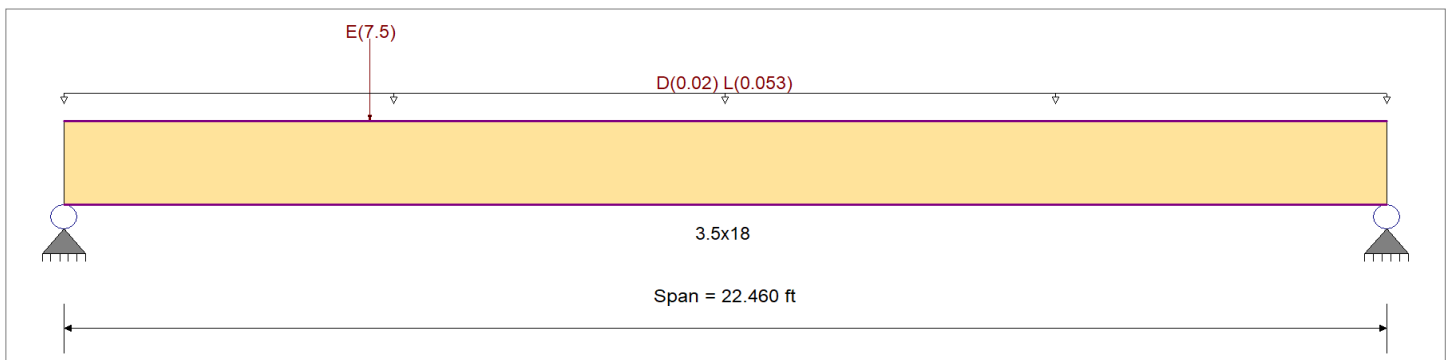 E(7.5)
D(0.02) L(0.053)
3.5x18
Span = 22.460 ft